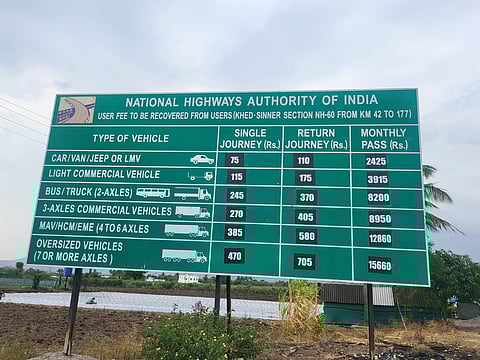 NATIONAL HIGHWAYS AUTHORITY OF INDIA
USER FEE TO BE RECOVERED FROM USERS (KHED-SINNER SECTION NH-60 FROM KM 42 TO 177)
TYPE OF VEHICLE SINGLE JOURNEY (Rs.) RETURN JOURNEY (Rs.) MONTHLY PASS (Rs.)
CAR/VAN/JEEP OR LMV 75 110 2425
LIGHT COMMERCIAL VEHICLE 115 175 3915
BUS/TRUCK (2-AXLES) 245 370 8200
3-AXLES COMMERCIAL VEHICLES 270 405 8950
MAV/HCM/EME (4 TO 6 AXLES) 385 580 12860
OVERSIZED VEHICLES
(7 OR MORE AXLES) 470 705 15660